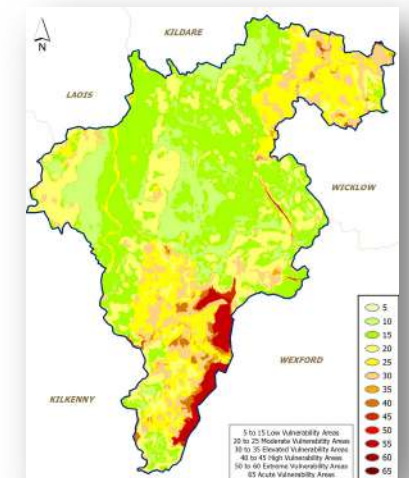 N
KILDARE
LAOIS
WICKLOW
WEXFORD
KILKENNY
5
10
15
20
25
30
35
40
45
50
55
60
65
5 to 15 Low Vulnerability Areas
20 to 25 Moderate Vulnerability Areas
30 to 35 Elevated Vulnerability Areas
40 to 45 High Vulnerability Areas
50 to 60 Extreme Vulnerability Areas
65 Acute Vulnerability Areas